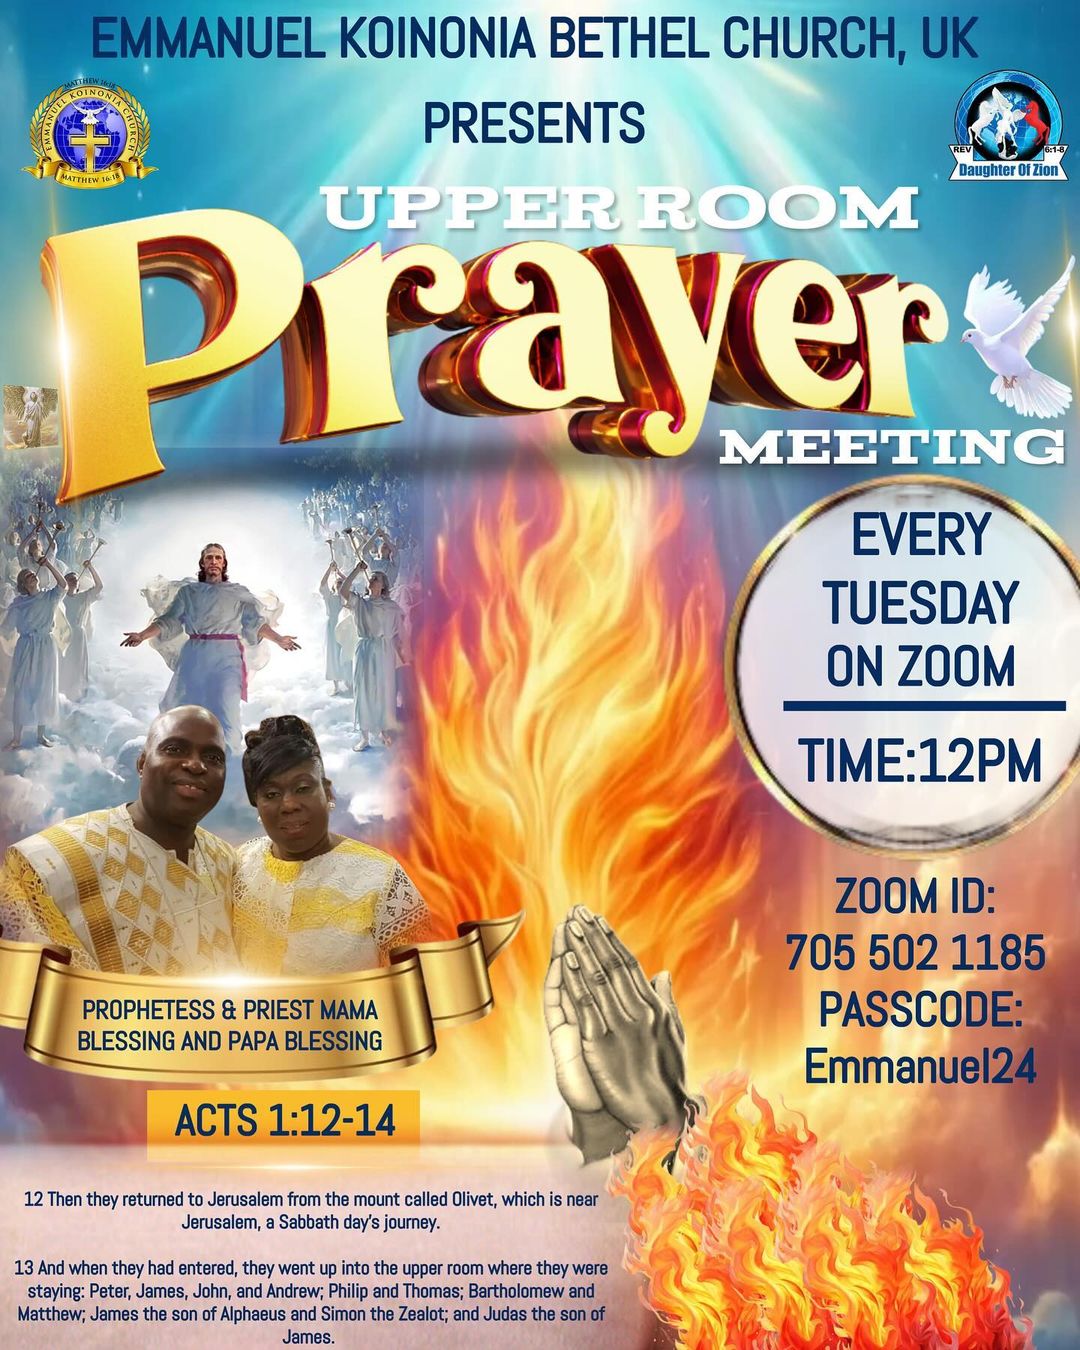 EMMANUEL KOINONIA BETHEL CHURCH, UK
PRESENTS
MATTHEW 16:18
EMMANUEL KOINONIA CHURCH
MATTHEW 16:18
REV 6:1-8
Daughter Of Zion
UPPER ROOM
Prayer
MEETING
EVERY
TUESDAY
ON ZOOM
TIME:12PM
ZOOM ID:
705 502 1185
PASSCODE:
Emmanuel24
PROPHETESS & PRIEST MAMA
BLESSING AND PAPA BLESSING
ACTS 1:12-14
12 Then they returned to Jerusalem from the mount called Olivet, which is near
Jerusalem, a Sabbath day's journey.
13 And when they had entered, they went up into the upper room where they were
staying: Peter, James, John, and Andrew; Philip and Thomas; Bartholomew and
Matthew; James the son of Alphaeus and Simon the Zealot; and Judas the son of
James.